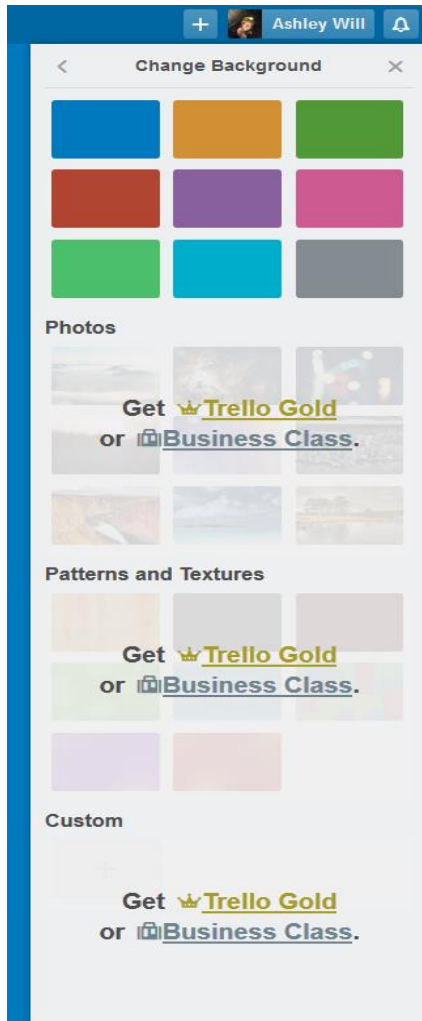 Ashley Will
Change Background
Photos
Get Trello Gold
or Business Class.
Patterns and Textures
Get Trello Gold
or Business Class.
Custom
Get Trello Gold
or Business Class.